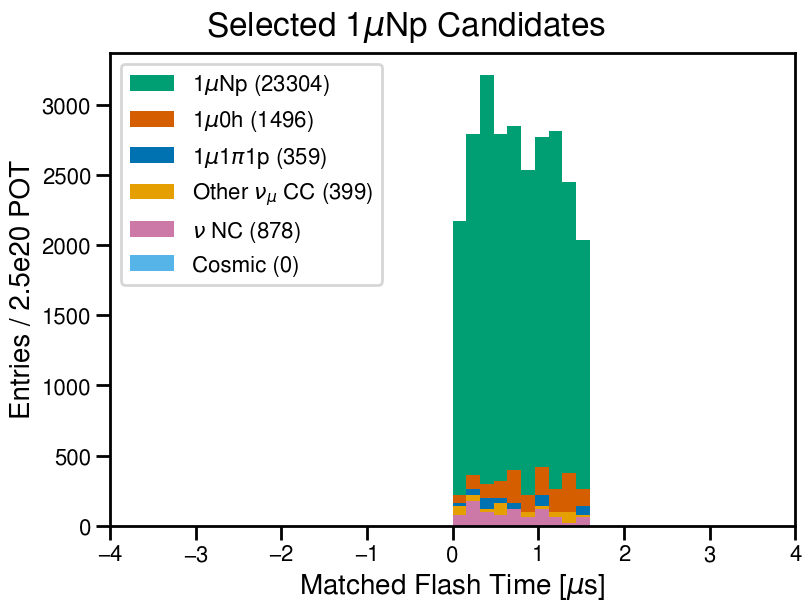 Selected 1μNp Candidates
1μNp (23304)
1μ0h (1496)
1μ1π1p (359)
Other νμ CC (399)
ν NC (878)
Cosmic (0)
Entries / 2.5e20 POT
3000
2500
2000
1500
1000
500
0
−4
−3
−2
−1
0
1
2
3
4
Matched Flash Time [μs]